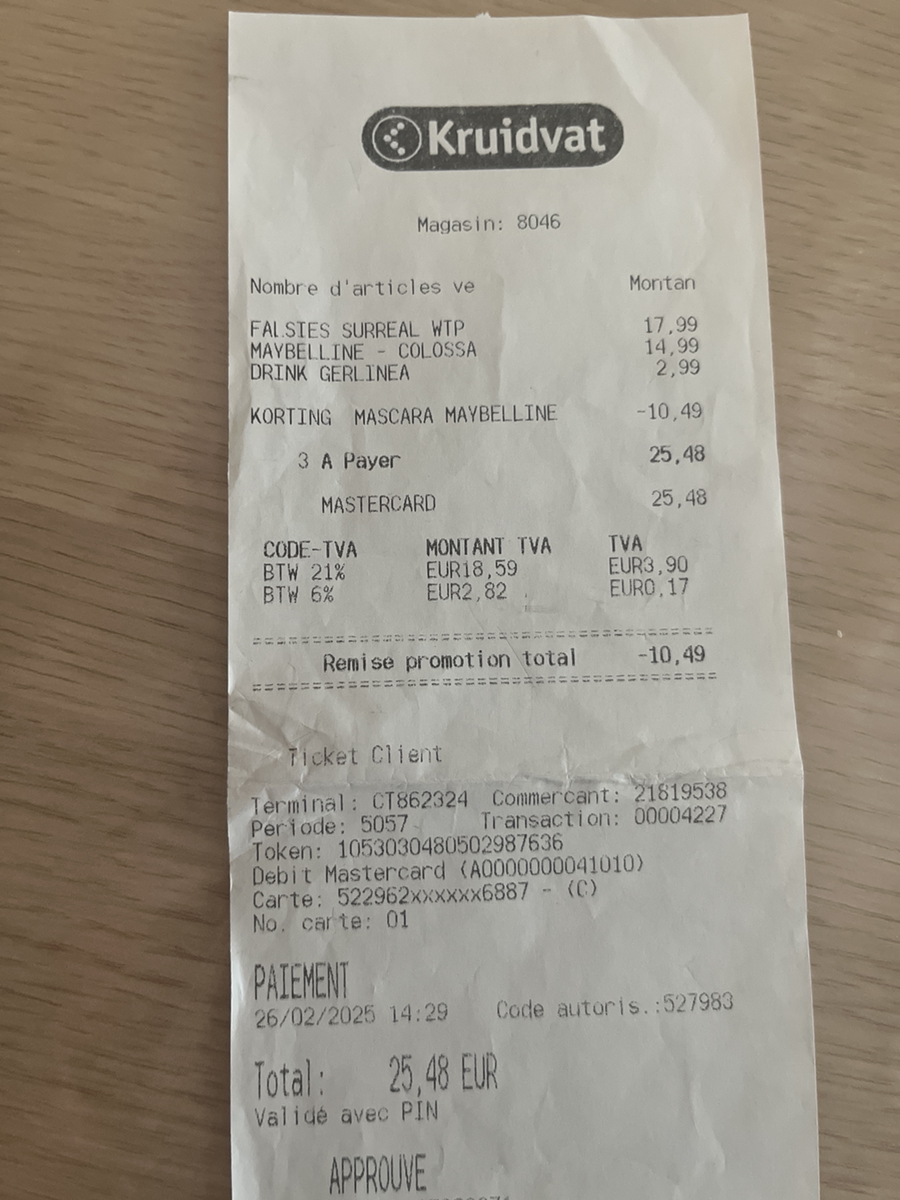 Kruidvat
Magasin: 8046
Nombre d'articles ve Montan
FALSIES SURREAL WTP 17,99
MAYBELLINE - COLOSSA 14,99
DRINK GERLINEA 2,99
KORTING MASCARA MAYBELLINE -10,49
3 A Payer 25,48
MASTERCARD 25,48
CODE-TVA MONTANT TVA TVA
BTW 21% EUR18,59 EUR3,90
BTW 6% EUR2,82 EUR0,17
================================================
Remise promotion total -10,49
================================================
Ticket Client
Terminal: CT862324 Commercant: 21819538
Periode: 5057 Transaction: 00004227
Token: 1053030480502987636
Debit Mastercard (A0000000041010)
Carte: 522962xxxxxx6887 - (C)
No. carte: 01
PAIEMENT
26/02/2025 14:29 Code autoris.:527983
Total: 25,48 EUR
Validé avec PIN
APPROUVE